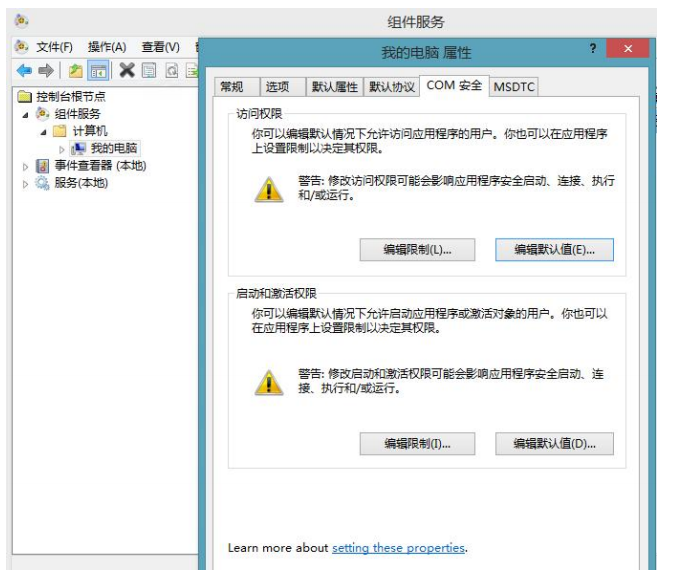 组件服务
文件(F) 操作(A) 查看(V)
我的电脑 属性 ?
常规 选项 默认属性 默认协议 COM 安全 MSDTC
控制台根节点
组件服务
计算机
我的电脑
事件查看器 (本地)
服务(本地)
访问权限
你可以编辑默认情况下允许访问应用程序的用户。你也可以在应用程序
上设置限制以决定其权限。
警告: 修改访问权限可能会影响应用程序安全启动、连接、执行
和/或运行。
编辑限制(L)... 编辑默认值(E)...
启动和激活权限
你可以编辑默认情况下允许启动应用程序或激活对象的用户。你也可以
在应用程序上设置限制以决定其权限。
警告: 修改启动和激活权限可能会影响应用程序安全启动、连
接、执行和/或运行。
编辑限制(I)... 编辑默认值(D)...
Learn more about setting these properties.